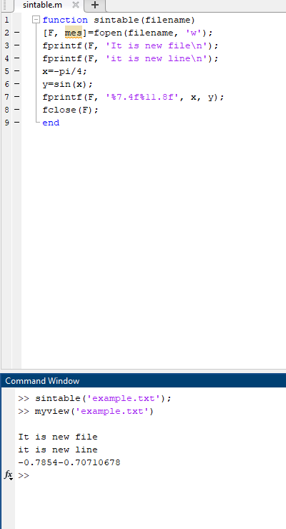 sintable.m × +
1 function sintable(filename)
2 - [F, mes]=fopen(filename, 'w');
3 - fprintf(F, 'It is new file\n');
4 - fprintf(F, 'it is new line\n');
5 - x=-pi/4;
6 - y=sin(x);
7 - fprintf(F, '%7.4f%11.8f', x, y);
8 - fclose(F);
9 - end
Command Window
>> sintable('example.txt');
>> myview('example.txt')
It is new file
it is new line
-0.7854-0.70710678
fx >>